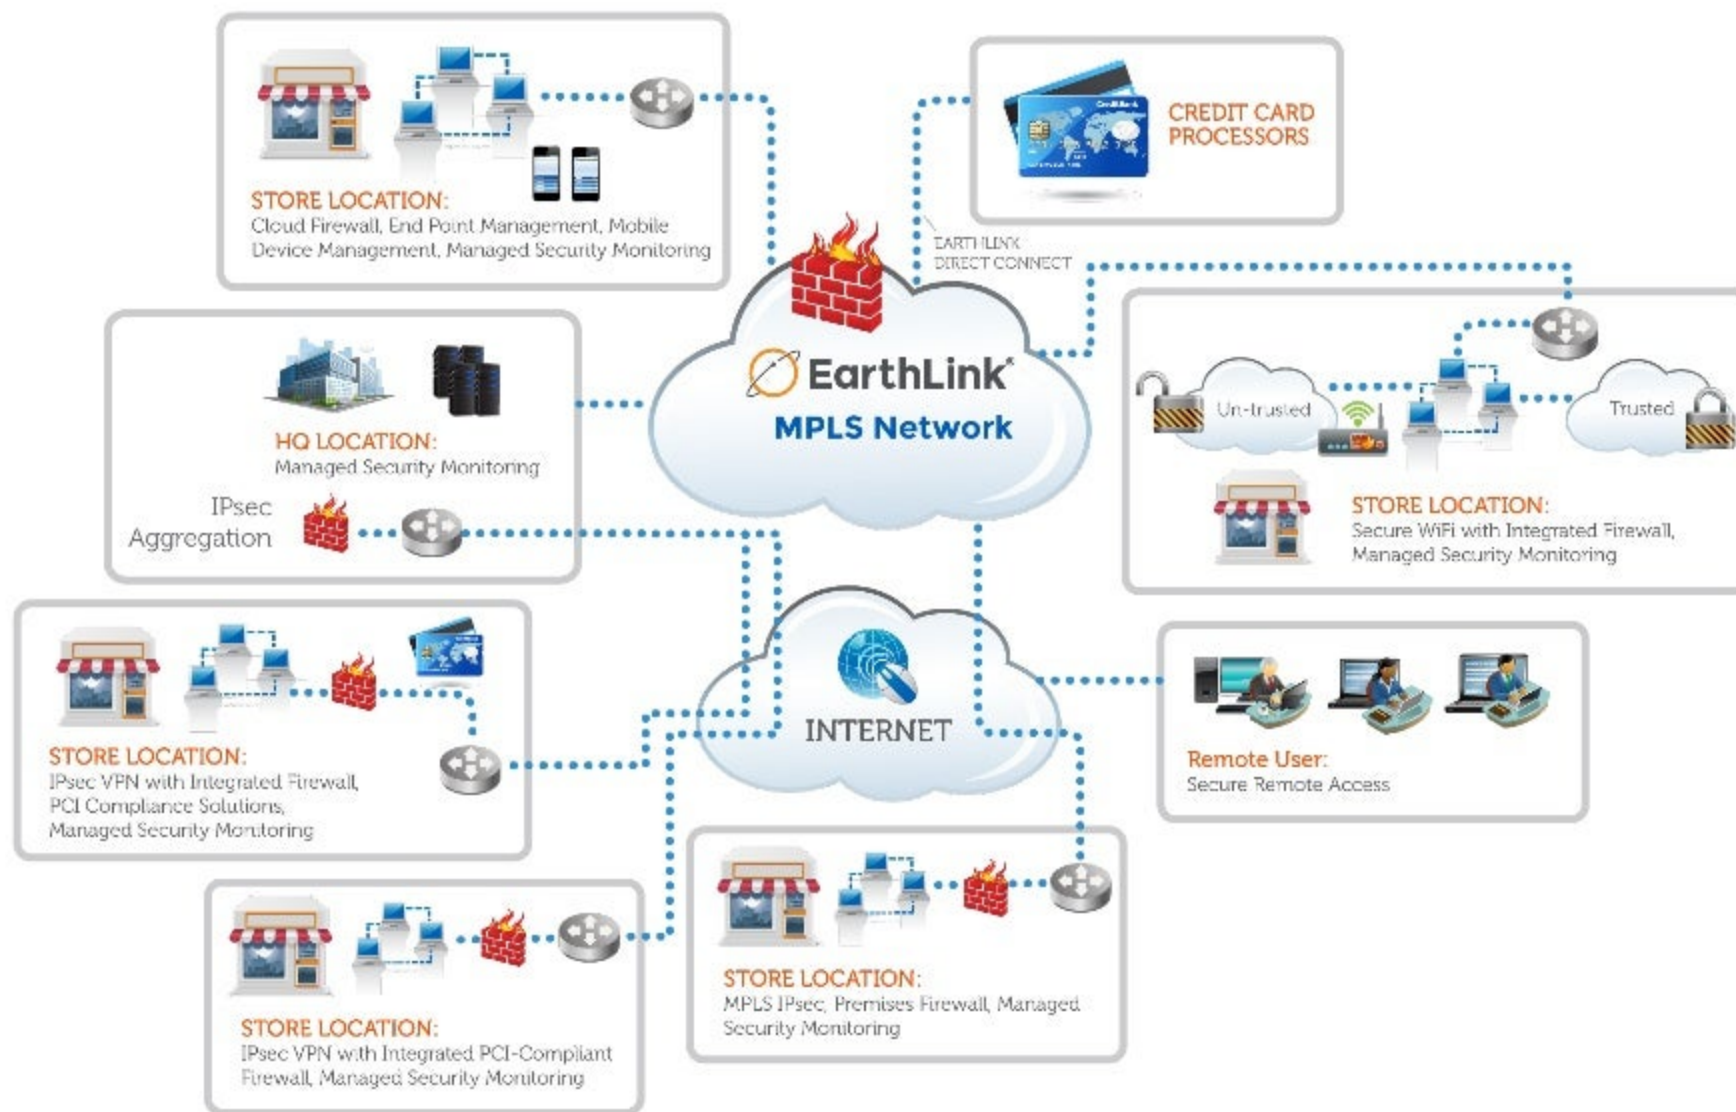 STORE LOCATION:
Cloud Firewall, End Point Management, Mobile
Device Management, Managed Security Monitoring
CreditBank
CREDIT CARD
PROCESSORS
EARTHLINK
DIRECT CONNECT
EarthLink
MPLS Network
HQ LOCATION:
Managed Security Monitoring
IPsec
Aggregation
Un-trusted
Trusted
STORE LOCATION:
Secure WiFi with Integrated Firewall,
Managed Security Monitoring
INTERNET
STORE LOCATION:
IPsec VPN with Integrated Firewall,
PCI Compliance Solutions,
Managed Security Monitoring
Remote User:
Secure Remote Access
STORE LOCATION:
MPLS IPsec, Premises Firewall, Managed
Security Monitoring
STORE LOCATION:
IPsec VPN with Integrated PCI-Compliant
Firewall, Managed Security Monitoring